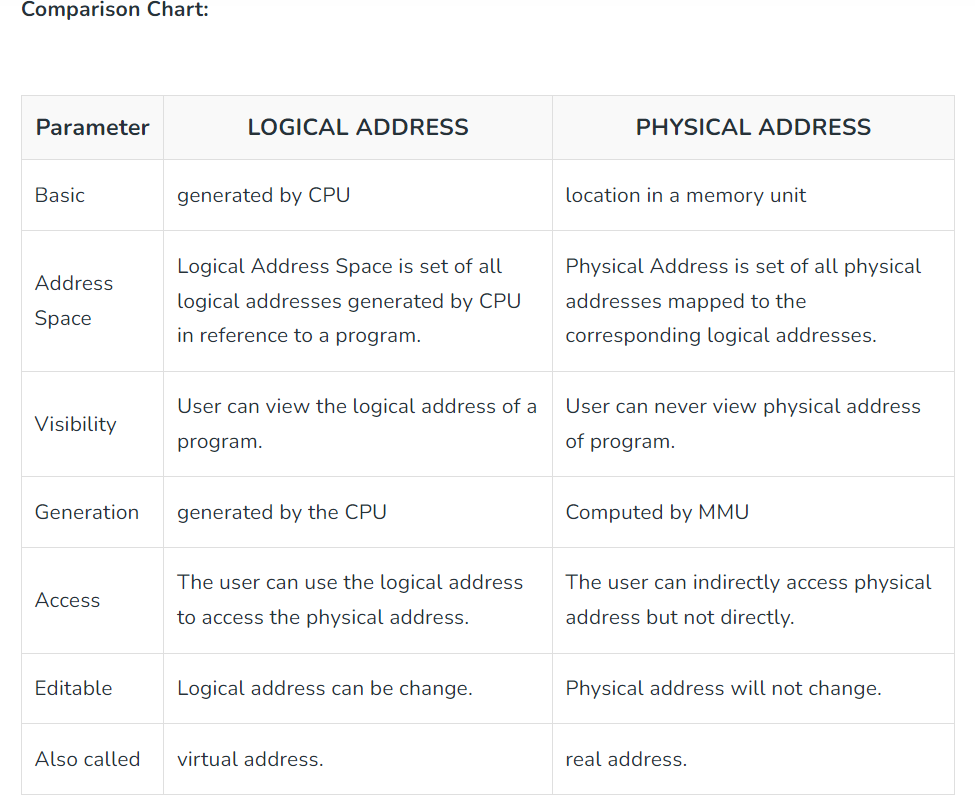 Comparison Chart:
Parameter LOGICAL ADDRESS PHYSICAL ADDRESS
Basic generated by CPU location in a memory unit
Address Space
Logical Address Space is set of all
logical addresses generated by CPU
in reference to a program.
Physical Address is set of all physical
addresses mapped to the
corresponding logical addresses.
Visibility
User can view the logical address of a
program.
User can never view physical address
of program.
Generation generated by the CPU Computed by MMU
Access
The user can use the logical address
to access the physical address.
The user can indirectly access physical
address but not directly.
Editable Logical address can be change. Physical address will not change.
Also called virtual address. real address.